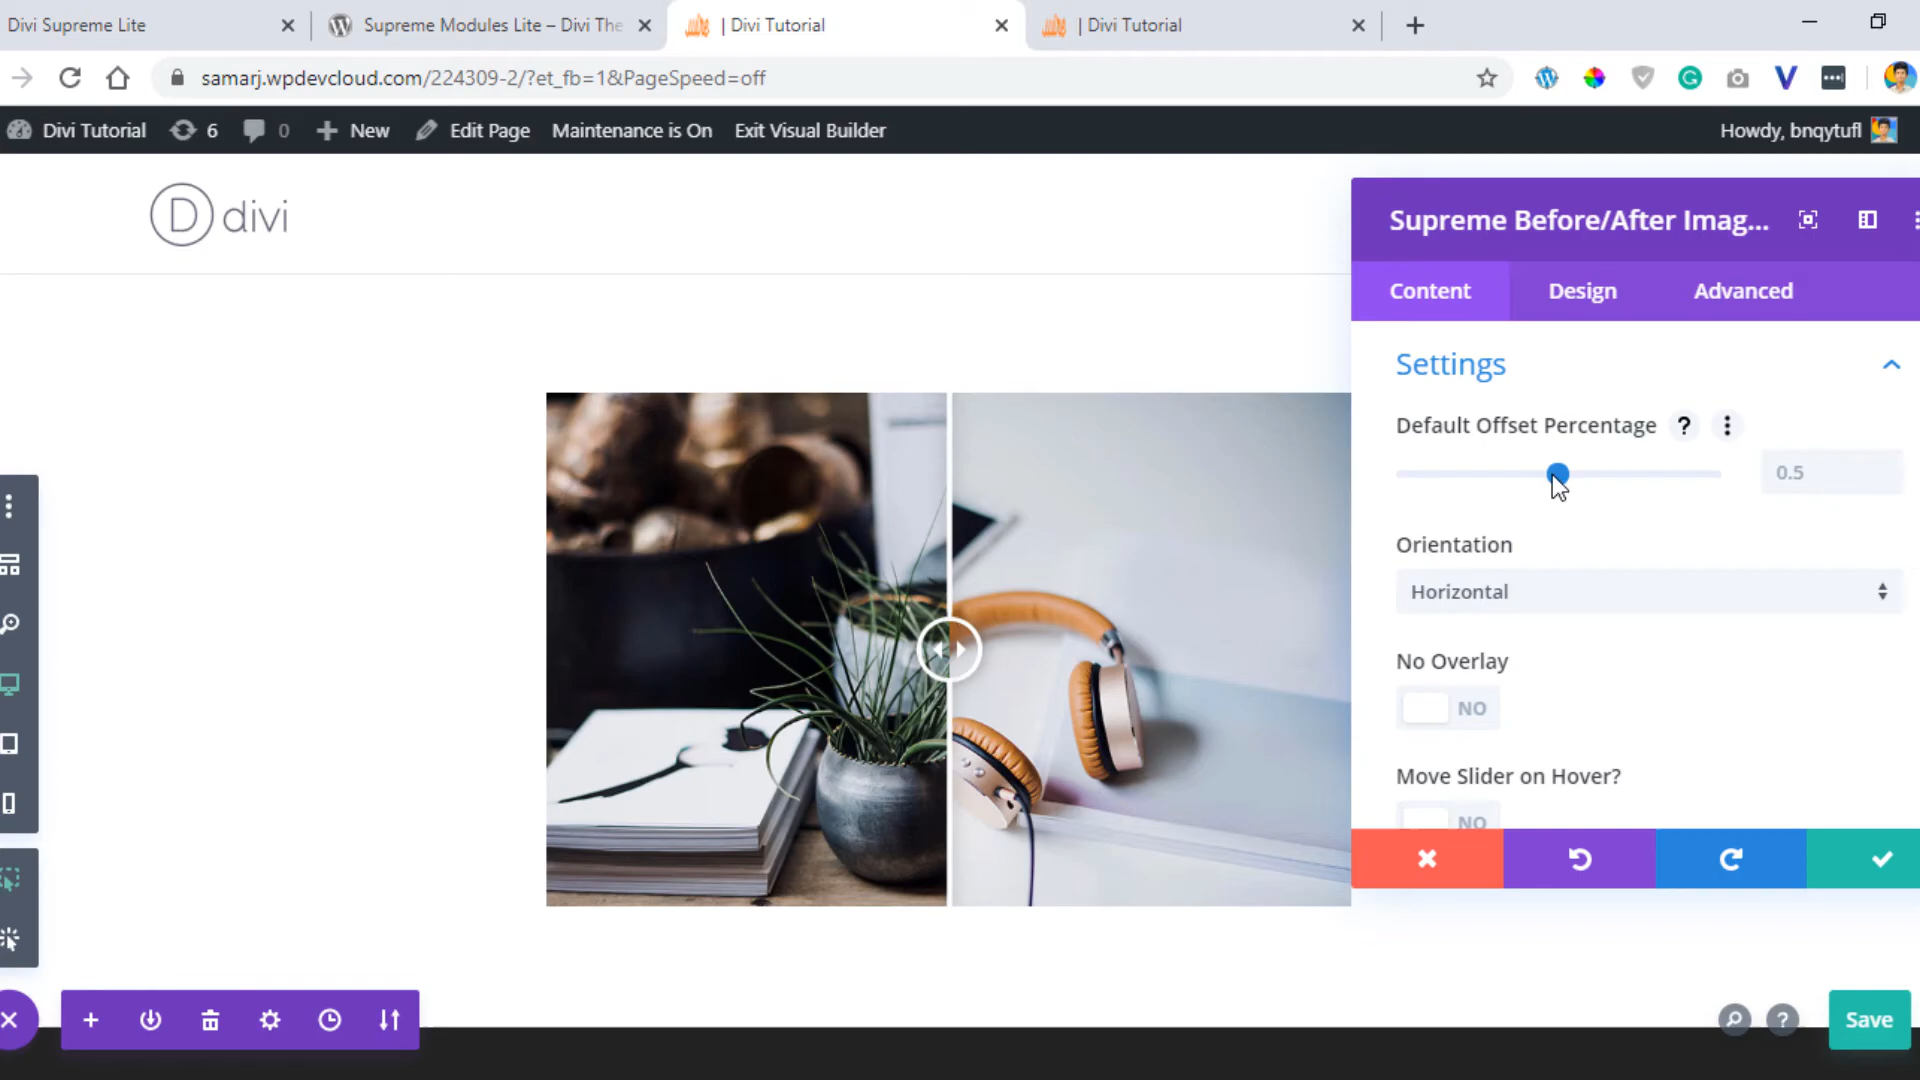 Divi Supreme Lite
Supreme Modules Lite – Divi The
| Divi Tutorial
| Divi Tutorial
samarj.wpdevcloud.com/224309-2/?et_fb=1&PageSpeed=off
Divi Tutorial 6 0 New Edit Page Maintenance is On Exit Visual Builder Howdy, bnqytufl
D divi
Supreme Before/After Imag...
Content Design Advanced
Settings
Default Offset Percentage ?
0.5
Orientation
Horizontal
No Overlay
NO
Move Slider on Hover?
NO
? Save